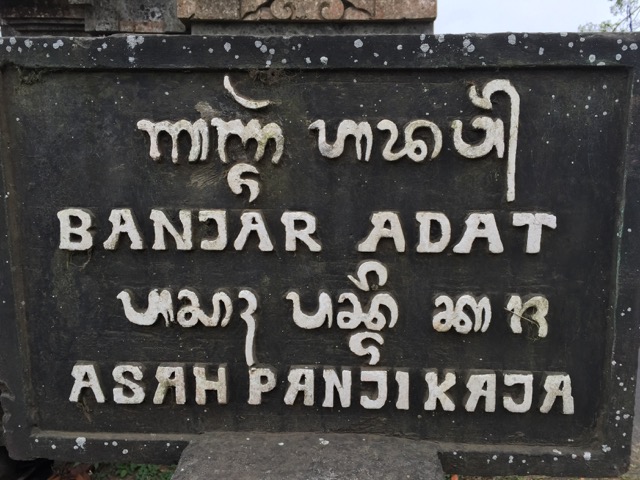 ᬩᬜ᭄ᬚᬃ ᬳᬤᬢ᭄
BANJAR ADAT
ᬳᬲᬄ ᬧᬜ᭄ᬚᬶ ᬓᬚ
ASAH PANJI KAJA